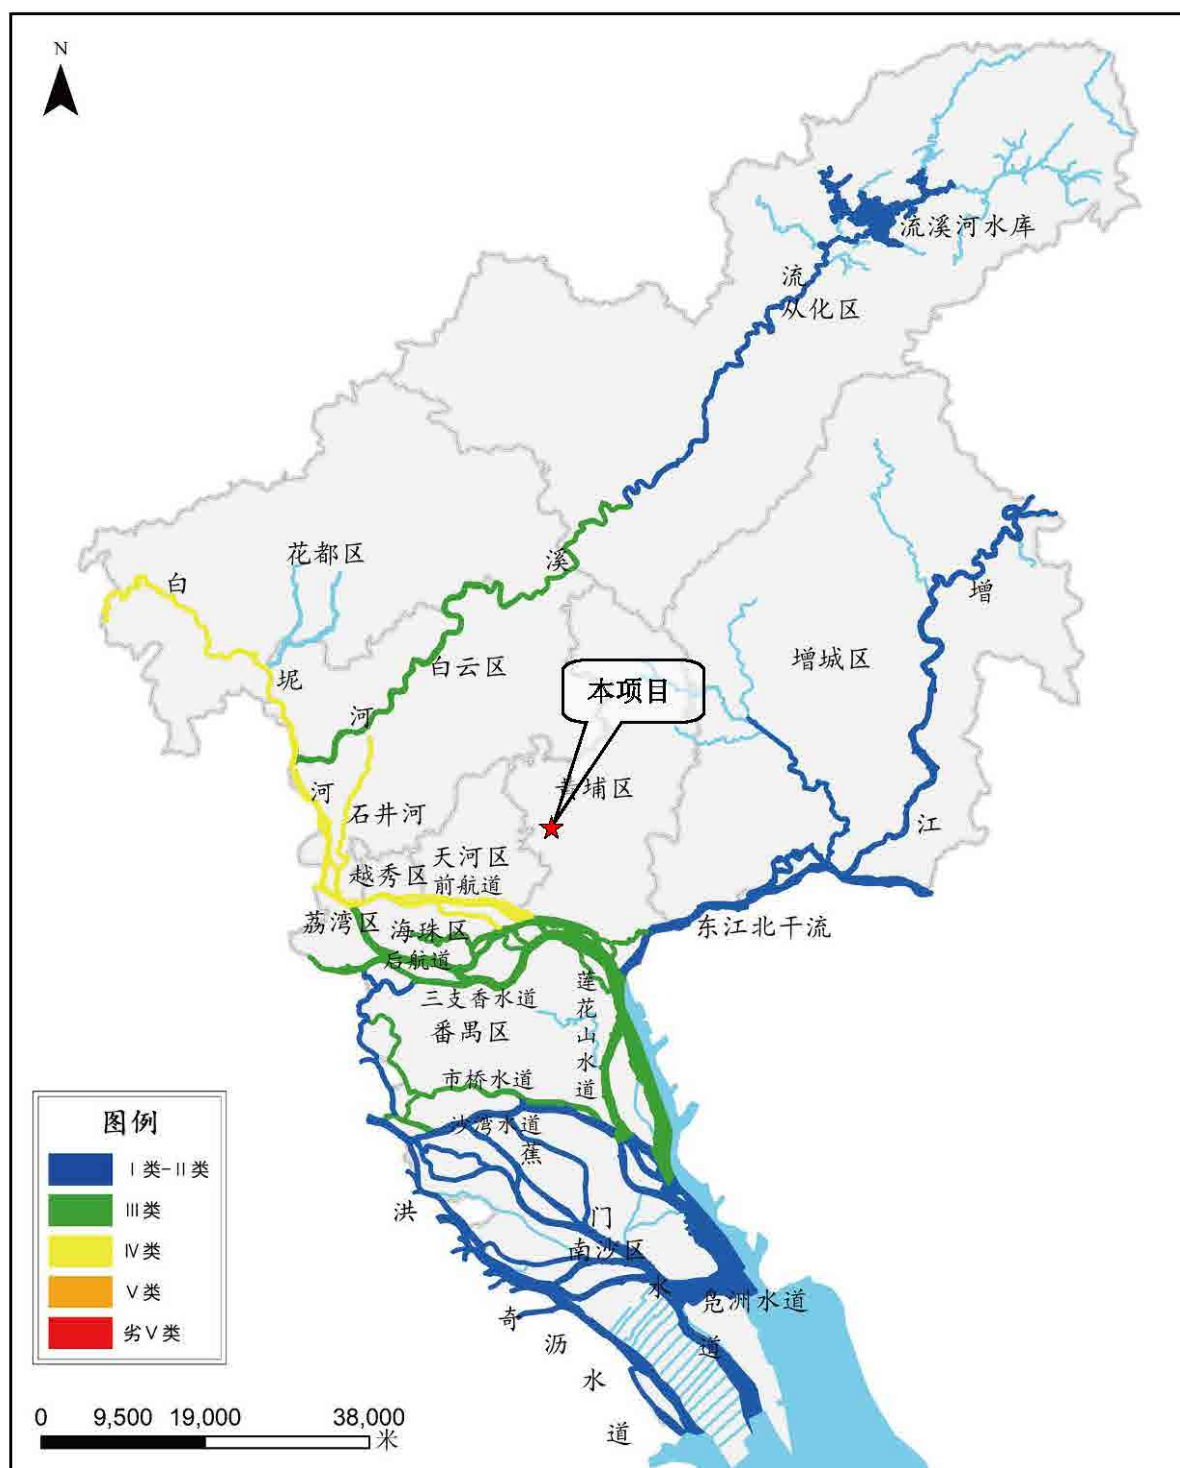 N
流溪河水库
流
从化区
溪
花都区
白
增
增城区
白云区
坭
本项目
河
黄埔区
河
石井河
江
天河区
越秀区
前航道
荔湾区
海珠区
东江北干流
后航道
三支香水道
莲花山水道
番禺区
市桥水道
沙湾水道
蕉
洪
门
南沙区
水
凫洲水道
奇
道
沥
水
道
图例
Ⅰ类-Ⅱ类
Ⅲ类
Ⅳ类
Ⅴ类
劣Ⅴ类
0 9,500 19,000 38,000
米